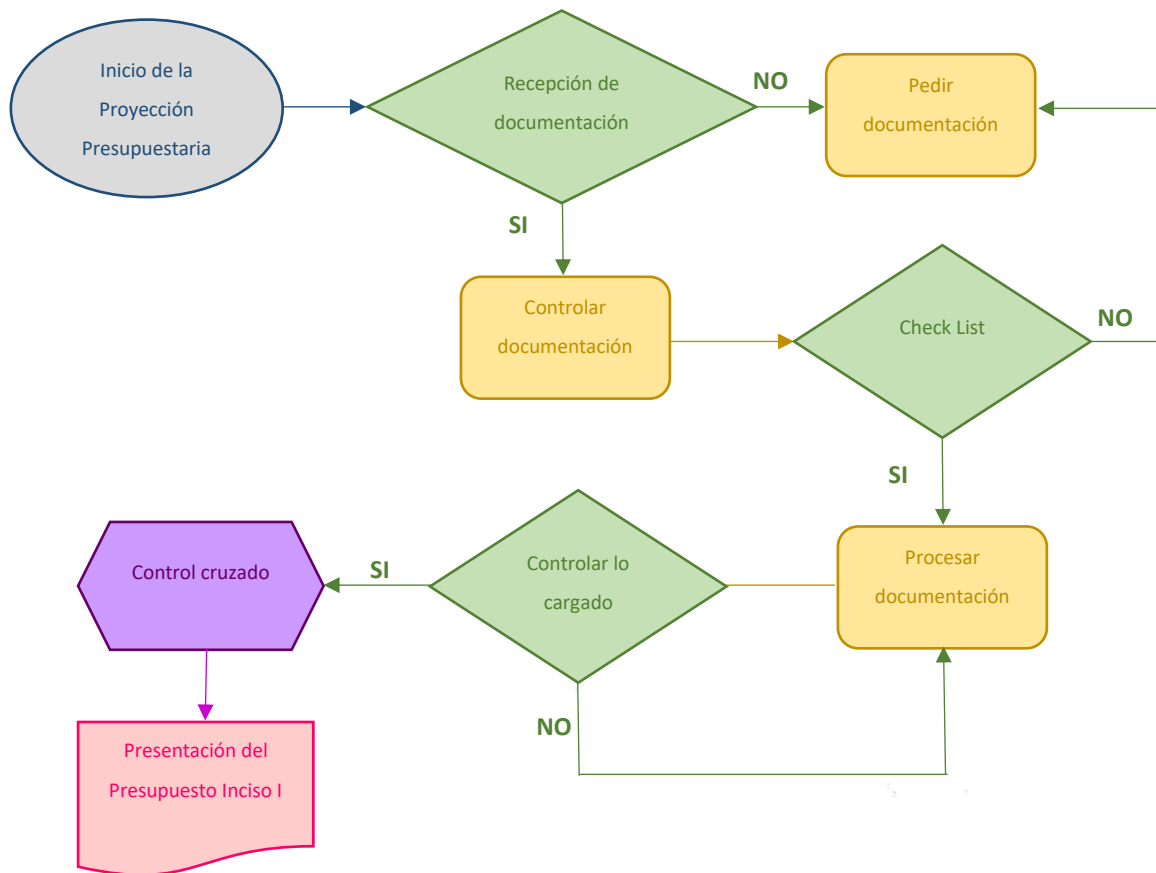 Inicio de la
Proyección
Presupuestaria
Recepción de
documentación
NO
Pedir
documentación
SI
Controlar
documentación
Check List
NO
SI
Procesar
documentación
Controlar lo
cargado
SI
Control cruzado
NO
Presentación del
Presupuesto Inciso I